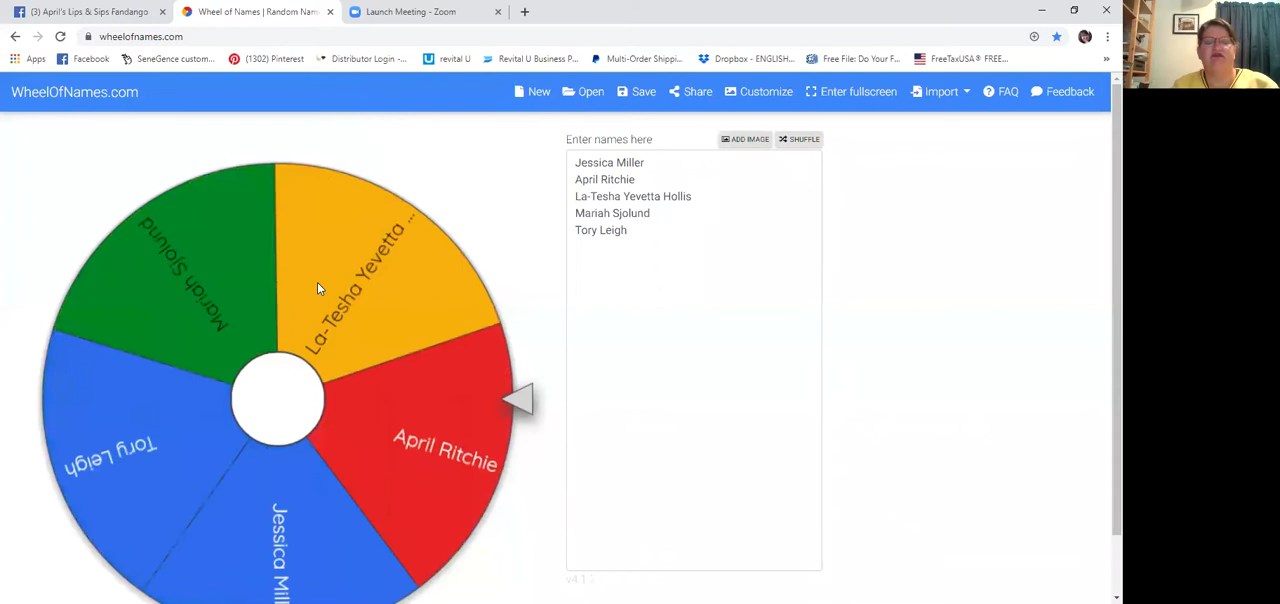 (3) April's Lips & Sips Fandango
Wheel of Names | Random Nam
Launch Meeting - Zoom
wheelofnames.com
Apps
Facebook
SeneGence custom...
(1302) Pinterest
Distributor Login -...
revital U
Revital U Business P...
Multi-Order Shippi...
Dropbox - ENGLISH...
Free File: Do Your F...
FreeTaxUSA® FREE...
WheelOfNames.com
New
Open
Save
Share
Customize
Enter fullscreen
Import
FAQ
Feedback
Enter names here
ADD IMAGE
SHUFFLE
Jessica Miller
April Ritchie
La-Tesha Yevetta Hollis
Mariah Sjolund
Tory Leigh
Mariah Sjolund
La-Tesha Yevetta ...
April Ritchie
Tory Leigh
Jessica Mill
v4.1